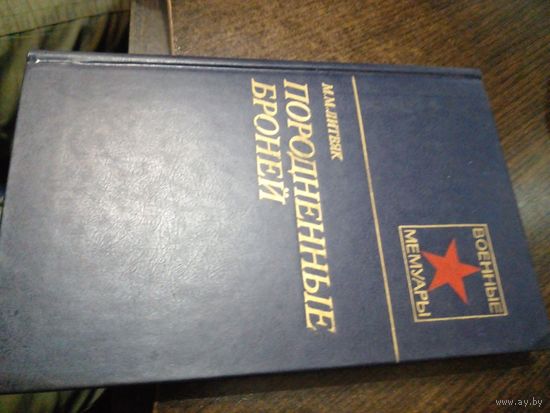 М.М.ЛИТВЯК
ПОРОДНЕННЫЕ
БРОНЕЙ
ВОЕННЫЕ
МЕМУАРЫ
www.ay.by